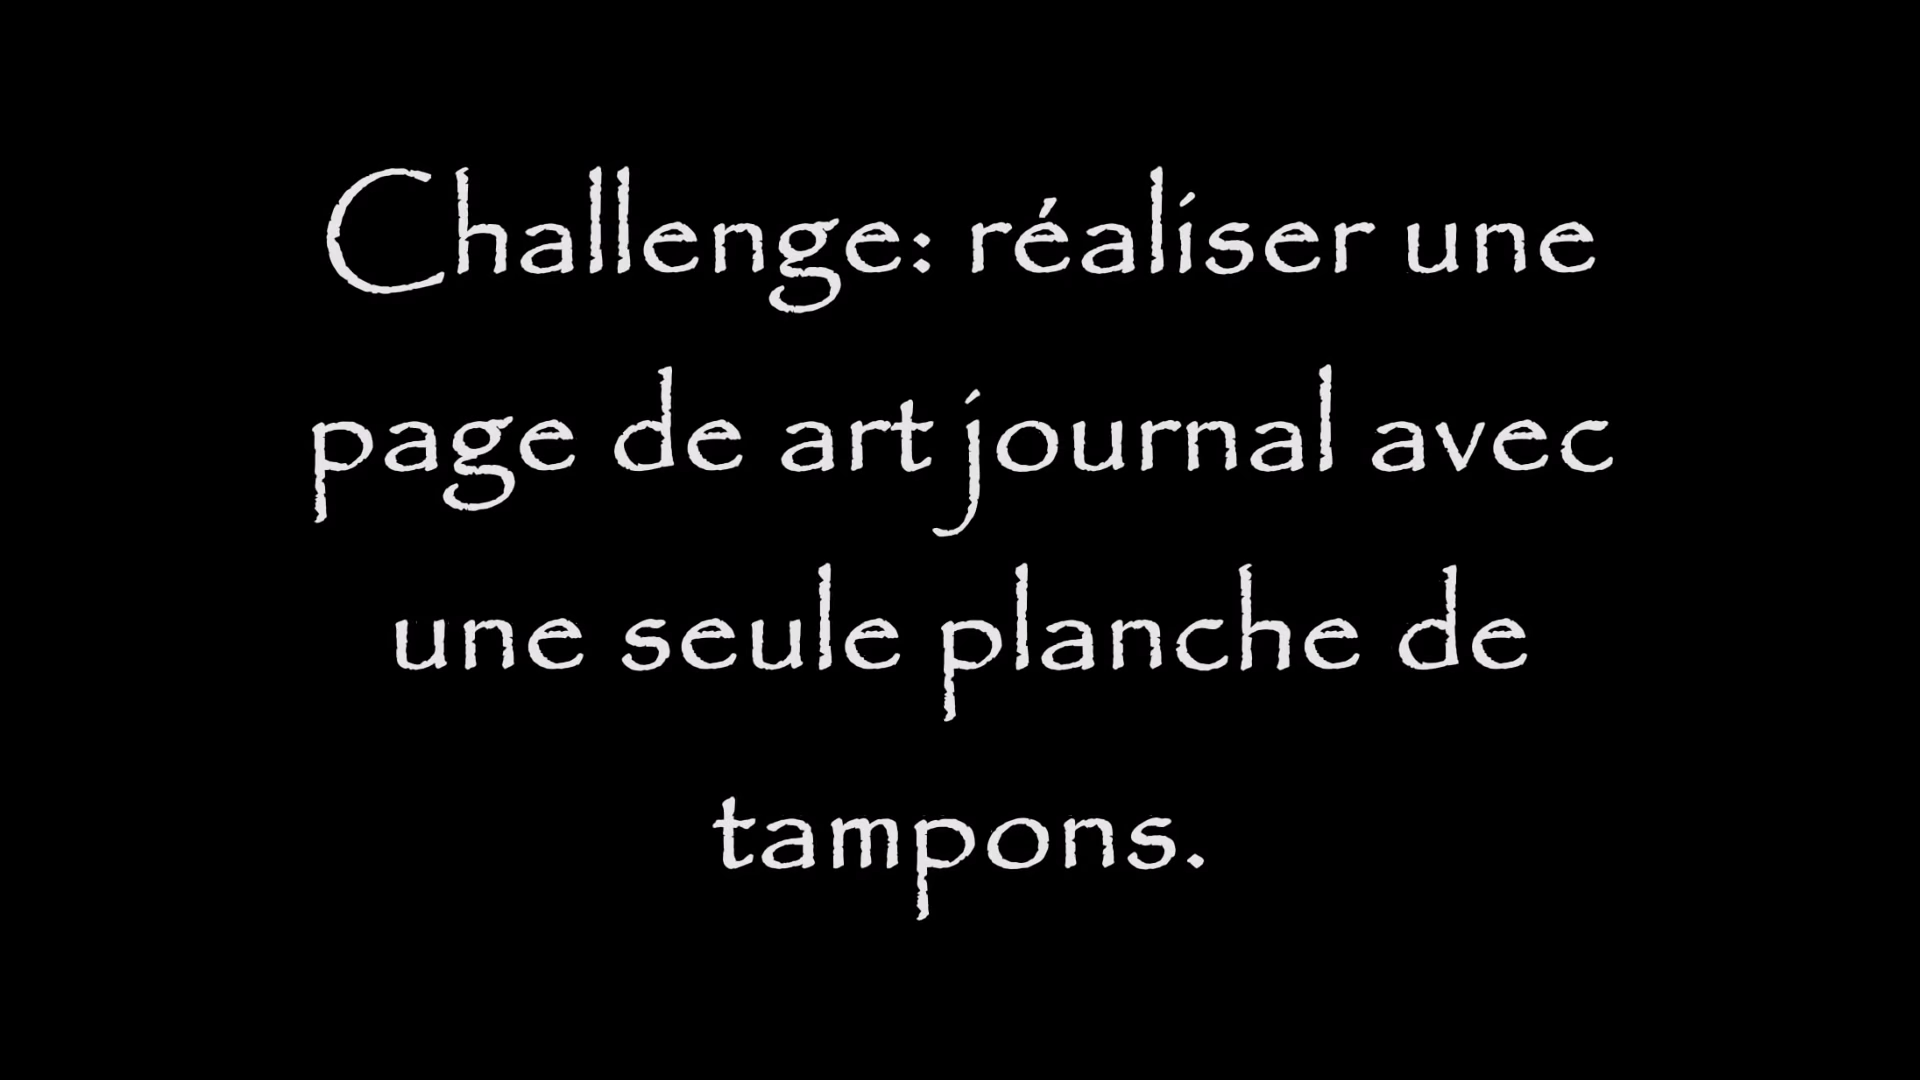 Challenge: réaliser une
page de art journal avec
une seule planche de
tampons.